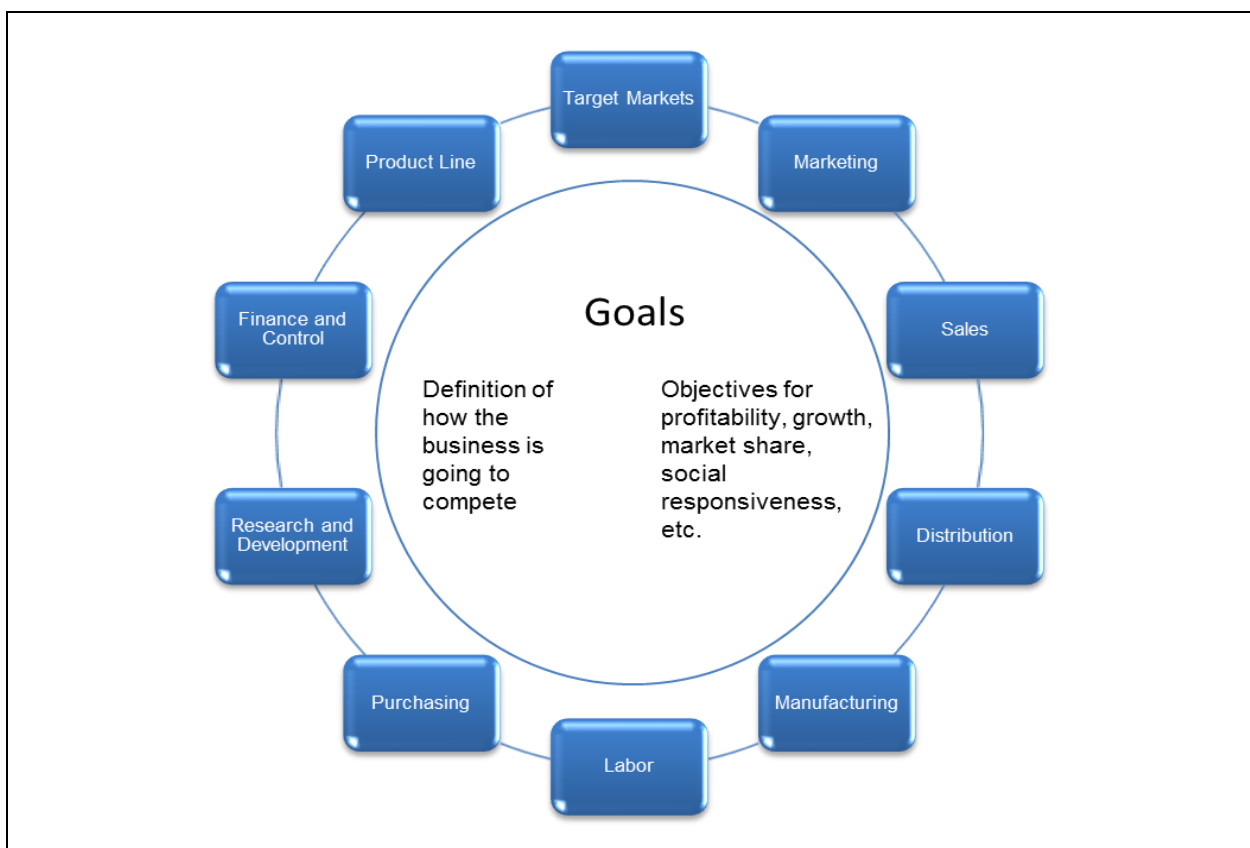 Target Markets
Marketing
Sales
Distribution
Manufacturing
Labor
Purchasing
Research and
Development
Finance and
Control
Product Line
Goals
Definition of
how the
business is
going to
compete
Objectives for
profitability, growth,
market share,
social
responsiveness,
etc.